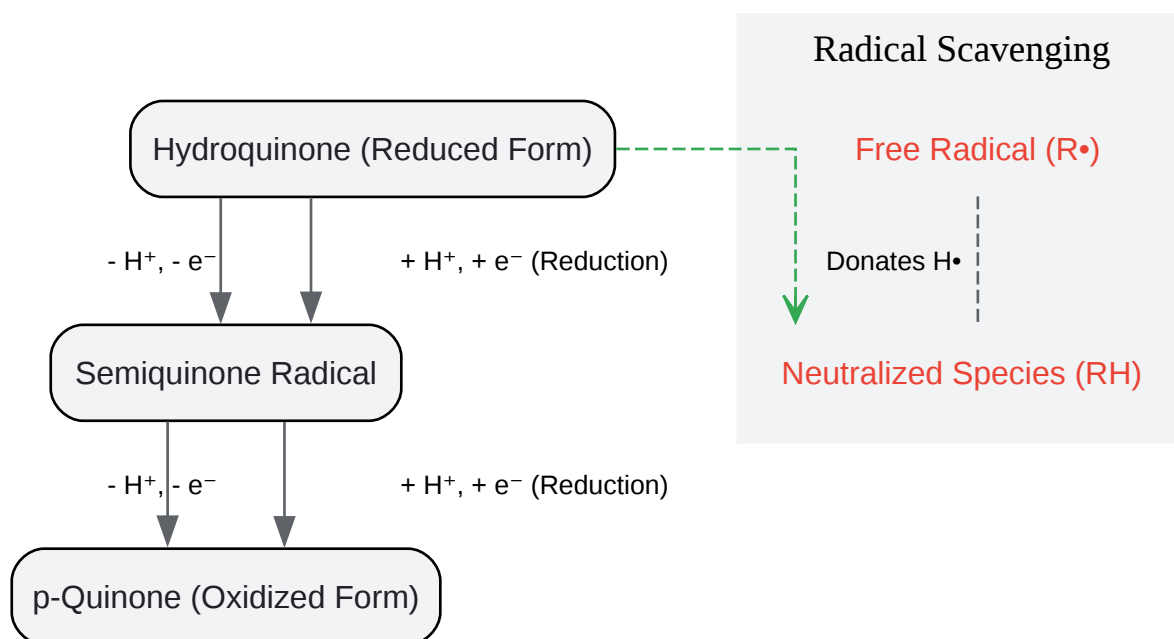 Radical Scavenging
Hydroquinone (Reduced Form)
Free Radical (R•)
- H⁺, - e⁻
+ H⁺, + e⁻ (Reduction)
Donates H•
Semiquinone Radical
Neutralized Species (RH)
- H⁺, - e⁻
+ H⁺, + e⁻ (Reduction)
p-Quinone (Oxidized Form)